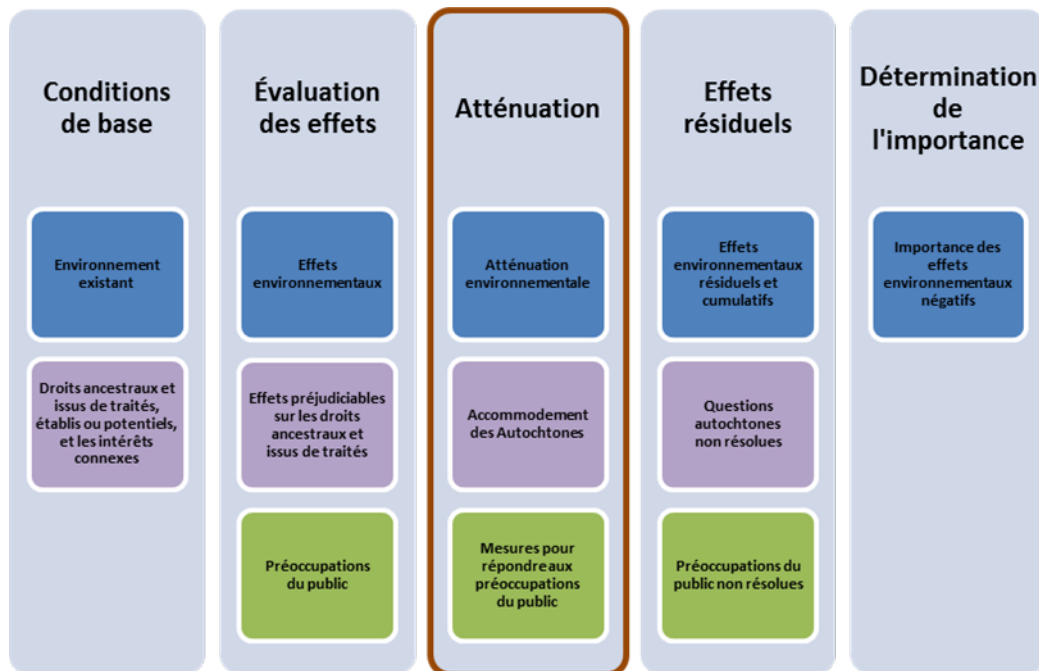 Conditions
de base
Environnement
existant
Droits ancestraux et
issus de traités,
établis ou potentiels,
et les intérêts
connexes
Évaluation
des effets
Effets
environnementaux
Effets préjudiciables
sur les droits
ancestraux et
issus de traités
Préoccupations
du public
Atténuation
Atténuation
environnementale
Accommodement
des Autochtones
Mesures pour
répondre aux
préoccupations
du public
Effets
résiduels
Effets
environnementaux
résiduels et
cumulatifs
Questions
autochtones
non résolues
Préoccupations du
public non résolues
Détermination
de
l'importance
Importance des
effets
environnementaux
négatifs